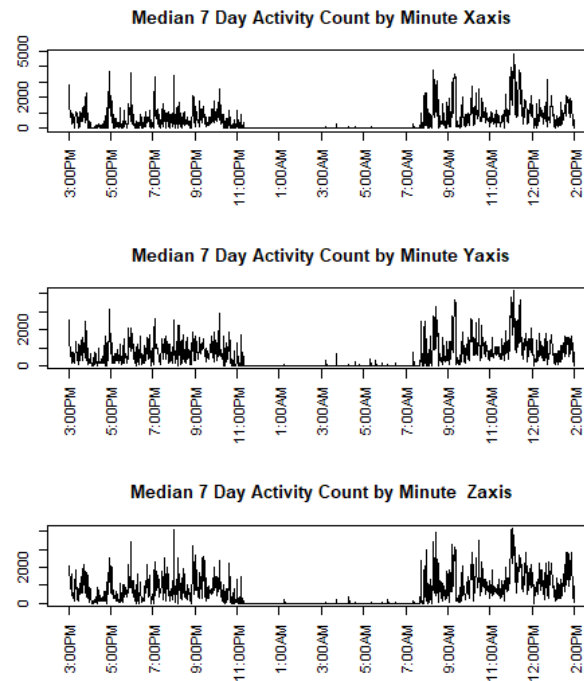 Median 7 Day Activity Count by Minute Xaxis
5000
2000
0
3:00PM 5:00PM 7:00PM 9:00PM 11:00PM 1:00AM 3:00AM 5:00AM 7:00AM 9:00AM 11:00AM 12:00PM 2:00PM
Median 7 Day Activity Count by Minute Yaxis
2000
0
3:00PM 5:00PM 7:00PM 9:00PM 11:00PM 1:00AM 3:00AM 5:00AM 7:00AM 9:00AM 11:00AM 12:00PM 2:00PM
Median 7 Day Activity Count by Minute  Zaxis
2000
0
3:00PM 5:00PM 7:00PM 9:00PM 11:00PM 1:00AM 3:00AM 5:00AM 7:00AM 9:00AM 11:00AM 12:00PM 2:00PM